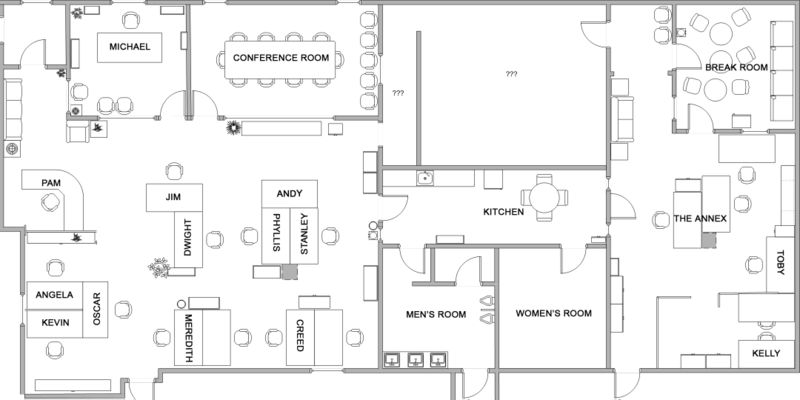 MICHAEL
CONFERENCE ROOM
???
???
BREAK ROOM
PAM
JIM
ANDY
DWIGHT
PHYLLIS
STANLEY
KITCHEN
THE ANNEX
TOBY
ANGELA
KEVIN
OSCAR
MEREDITH
CREED
MEN'S ROOM
WOMEN'S ROOM
KELLY